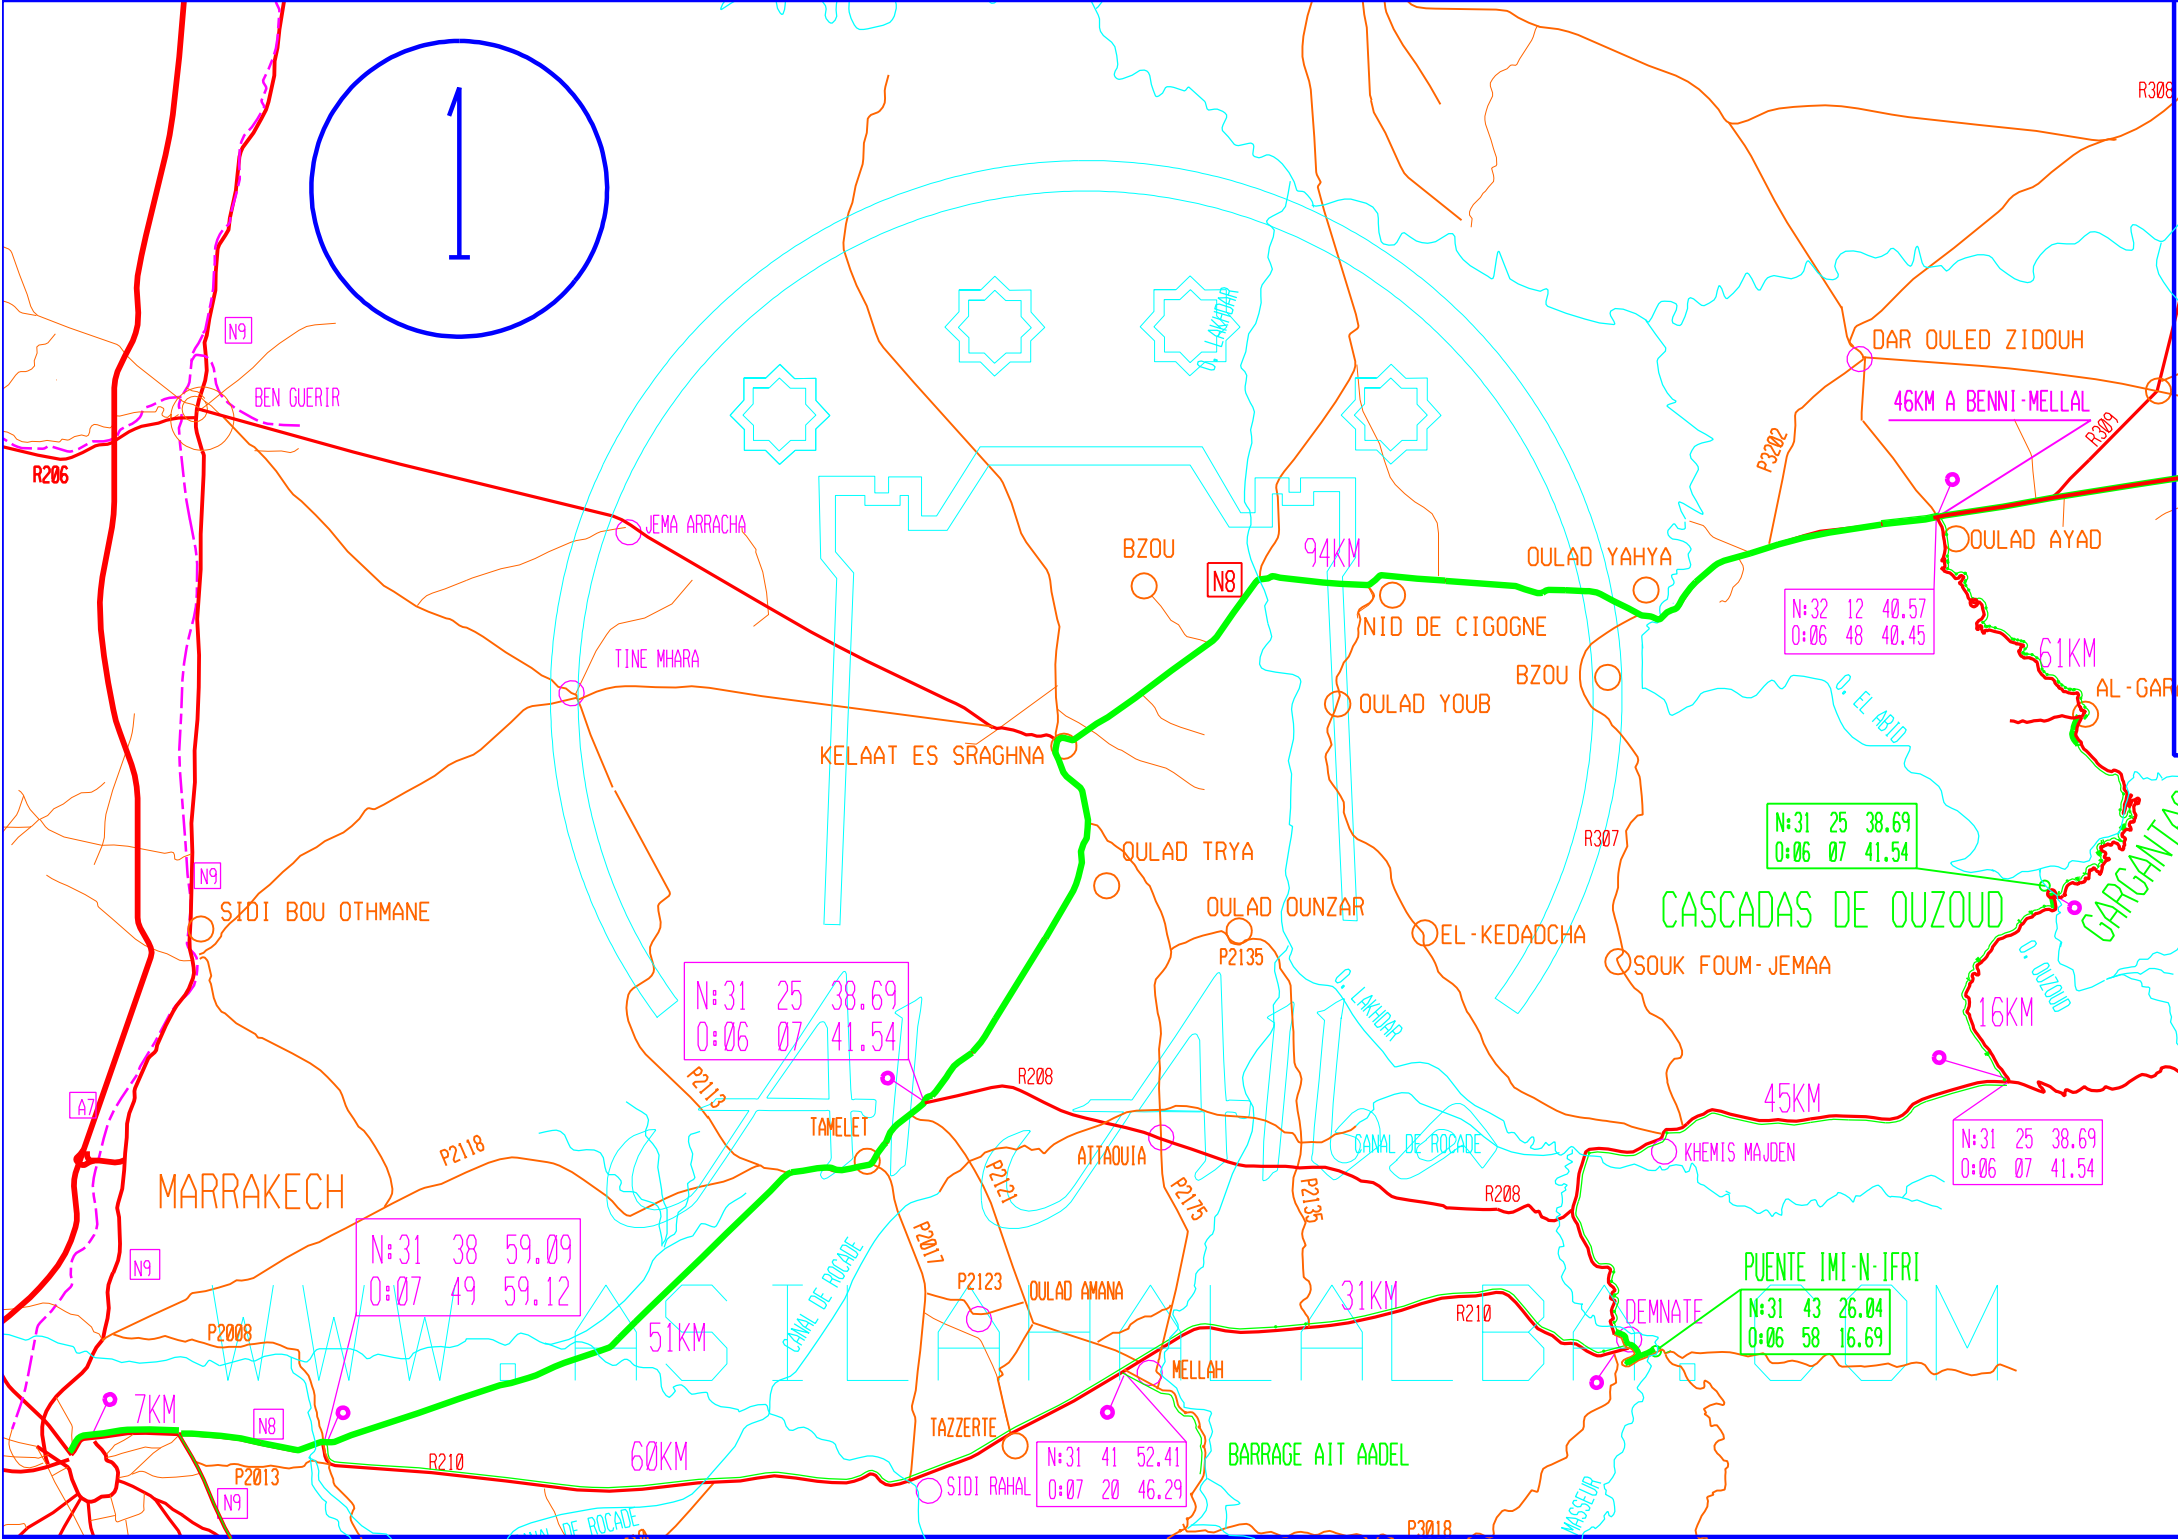 1
R308
O. LAKHDAR
N9
DAR OULED ZIDOUH
BEN GUERIR
46KM A BENNI-MELLAL
R309
P3202
R206
JEMA ARRACHA
BZOU
94KM
N8
OULAD YAHYA
OULAD AYAD
N:32 12 40.57
O:06 48 40.45
NID DE CIGOGNE
61KM
TINE MHARA
BZOU
O. EL ABID
OULAD YOUB
KELAAT ES SRAGHNA
N:31 25 38.69
O:06 07 41.54
R307
OULAD TRYA
N9
SIDI BOU OTHMANE
OULAD OUNZAR
P2135
EL-KEDADCHA
CASCADAS DE OUZOUD
SOUK FOUM-JEMAA
O. OUZOUD
N:31 25 38.69
O:06 07 41.54
O. LAKHDAR
16KM
R208
P2113
A7
45KM
TAMELET
ATTAOUIA
CANAL DE ROCADE
KHEMIS MAJDEN
N:31 25 38.69
O:06 07 41.54
P2118
MARRAKECH
P2121
P2175
P2135
R208
N:31 38 59.09
O:07 49 59.12
P2017
CANAL DE ROCADE
N9
P2123
OULAD AMANA
31KM
R210
PUENTE IMI-N-IFRI
DEMNATE
N:31 43 26.04
O:06 58 16.69
P2008
51KM
MELLAH
7KM
N8
TAZZERTE
R210
60KM
N:31 41 52.41
O:07 20 46.29
BARRAGE AIT AADEL
P2013
N9
SIDI RAHAL
DE ROCADE
MASSEUR
P3018